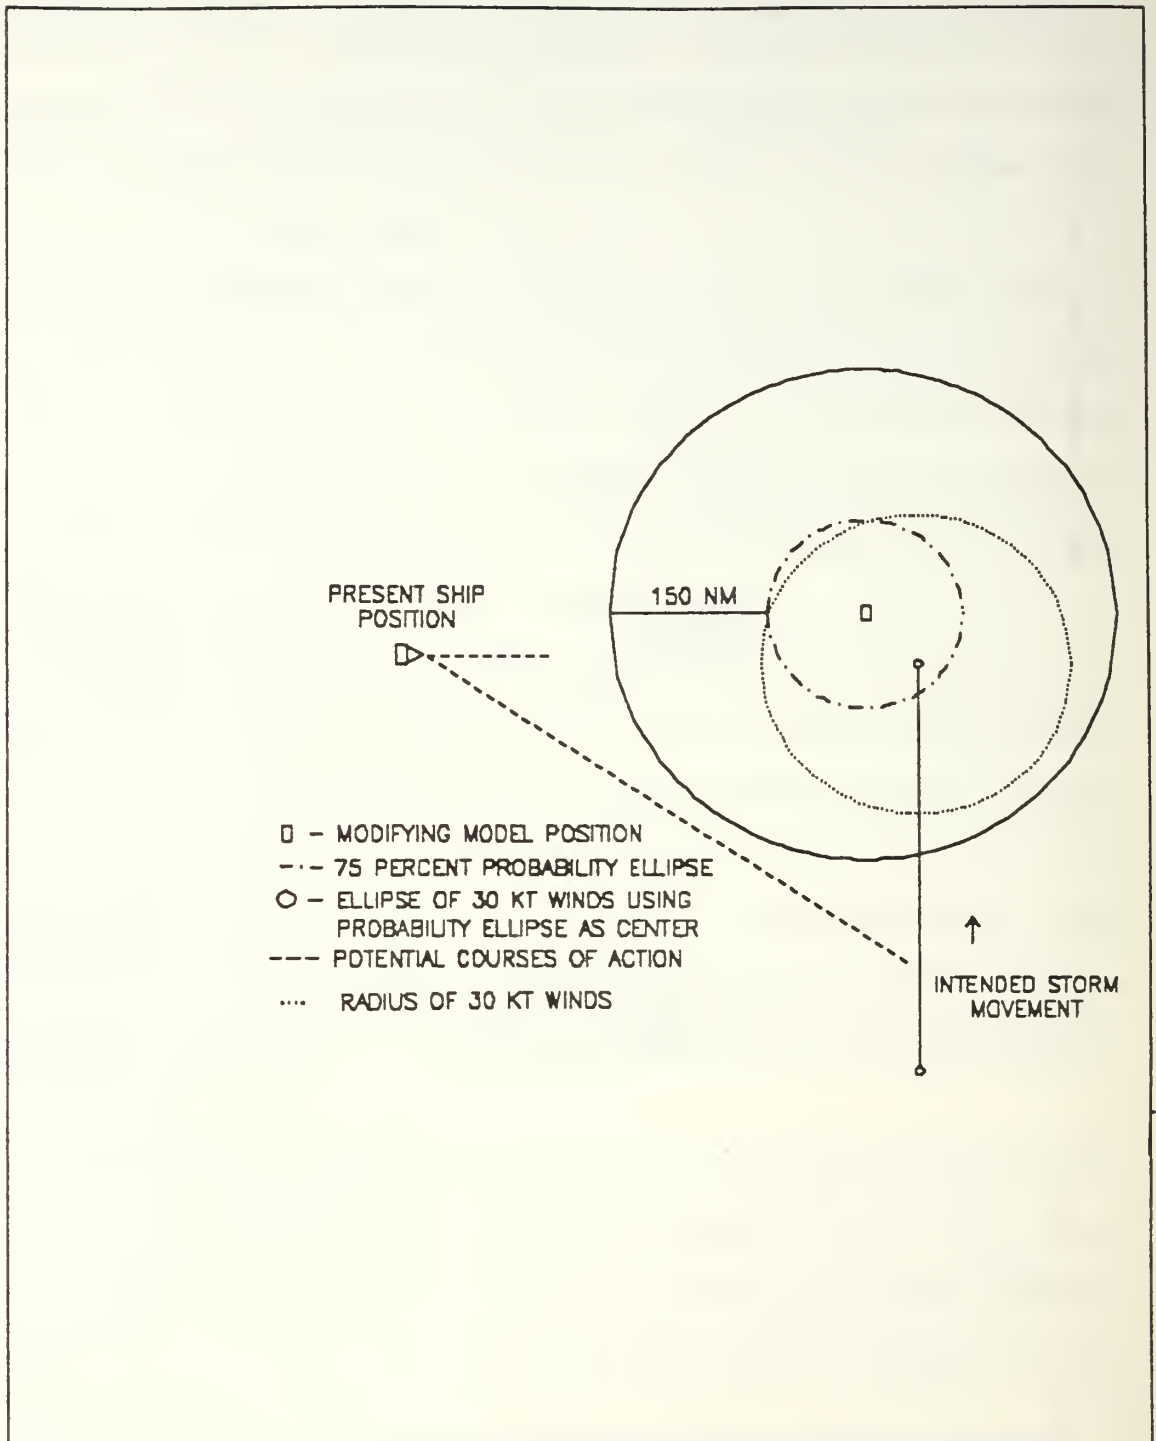 150 NM
PRESENT SHIP
POSITION
▯ - MODIFYING MODEL POSITION
-·- 75 PERCENT PROBABILITY ELLIPSE
O - ELLIPSE OF 30 KT WINDS USING
PROBABILITY ELLIPSE AS CENTER
--- POTENTIAL COURSES OF ACTION
.... RADIUS OF 30 KT WINDS
INTENDED STORM
MOVEMENT